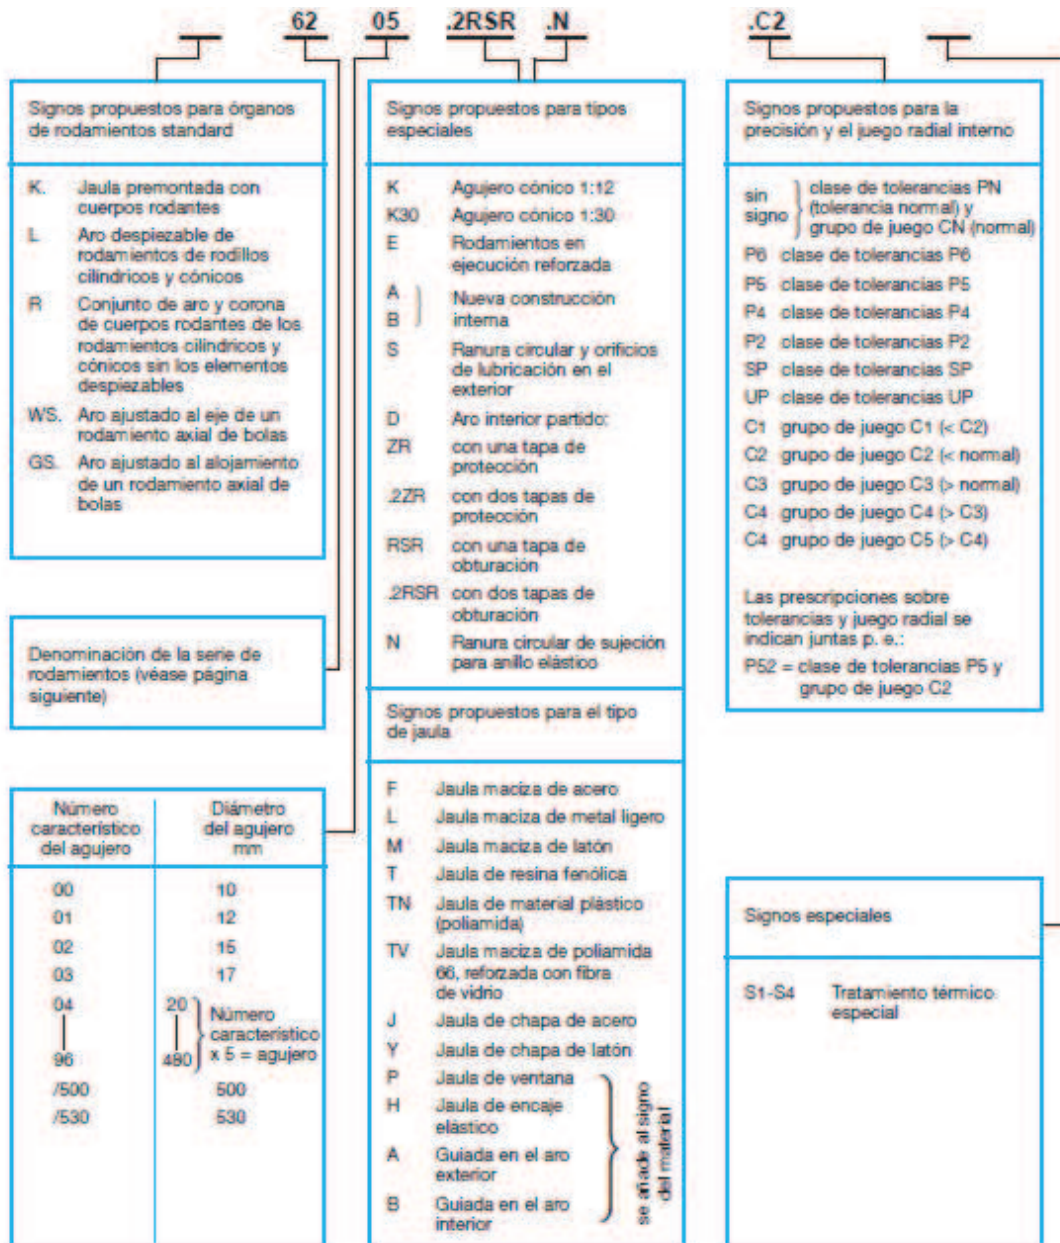 62 05 .2RSR .N .C2
Signos propuestos para órganos
de rodamientos standard
K. Jaula premontada con
cuerpos rodantes
L Aro despiezable de
rodamientos de rodillos
cilíndricos y cónicos
R Conjunto de aro y corona
de cuerpos rodantes de los
rodamientos cilíndricos y
cónicos sin los elementos
despiezables
WS. Aro ajustado al eje de un
rodamiento axial de bolas
GS. Aro ajustado al alojamiento
de un rodamiento axial de
bolas
Denominación de la serie de
rodamientos (véase página
siguiente)
Número
característico
del agujero
Diámetro
del agujero
mm
00 10
01 12
02 15
03 17
04 20
96 480
Número
característico
x 5 = agujero
/500 500
/530 530
Signos propuestos para tipos
especiales
K Agujero cónico 1:12
K30 Agujero cónico 1:30
E Rodamientos en
ejecución reforzada
A
B
Nueva construcción
interna
S Ranura circular y orificios
de lubricación en el
exterior
D Aro interior partido:
ZR con una tapa de
protección
.2ZR con dos tapas de
protección
RSR con una tapa de
obturación
.2RSR con dos tapas de
obturación
N Ranura circular de sujeción
para anillo elástico
Signos propuestos para el tipo
de jaula
F Jaula maciza de acero
L Jaula maciza de metal ligero
M Jaula maciza de latón
T Jaula de resina fenólica
TN Jaula de material plástico
(poliamida)
TV Jaula maciza de poliamida
66, reforzada con fibra
de vidrio
J Jaula de chapa de acero
Y Jaula de chapa de latón
P Jaula de ventana
H Jaula de encaje
elástico
A Guiada en el aro
exterior
B Guiada en el aro
interior
se añade al signo
del material
Signos propuestos para la
precisión y el juego radial interno
sin
signo
clase de tolerancias PN
(tolerancia normal) y
grupo de juego CN (normal)
P6 clase de tolerancias P6
P5 clase de tolerancias P5
P4 clase de tolerancias P4
P2 clase de tolerancias P2
SP clase de tolerancias SP
UP clase de tolerancias UP
C1 grupo de juego C1 (< C2)
C2 grupo de juego C2 (< normal)
C3 grupo de juego C3 (> normal)
C4 grupo de juego C4 (> C3)
C4 grupo de juego C5 (> C4)
Las prescripciones sobre
tolerancias y juego radial se
indican juntas p. e.:
P52 = clase de tolerancias P5 y
grupo de juego C2
Signos especiales
S1-S4 Tratamiento térmico
especial